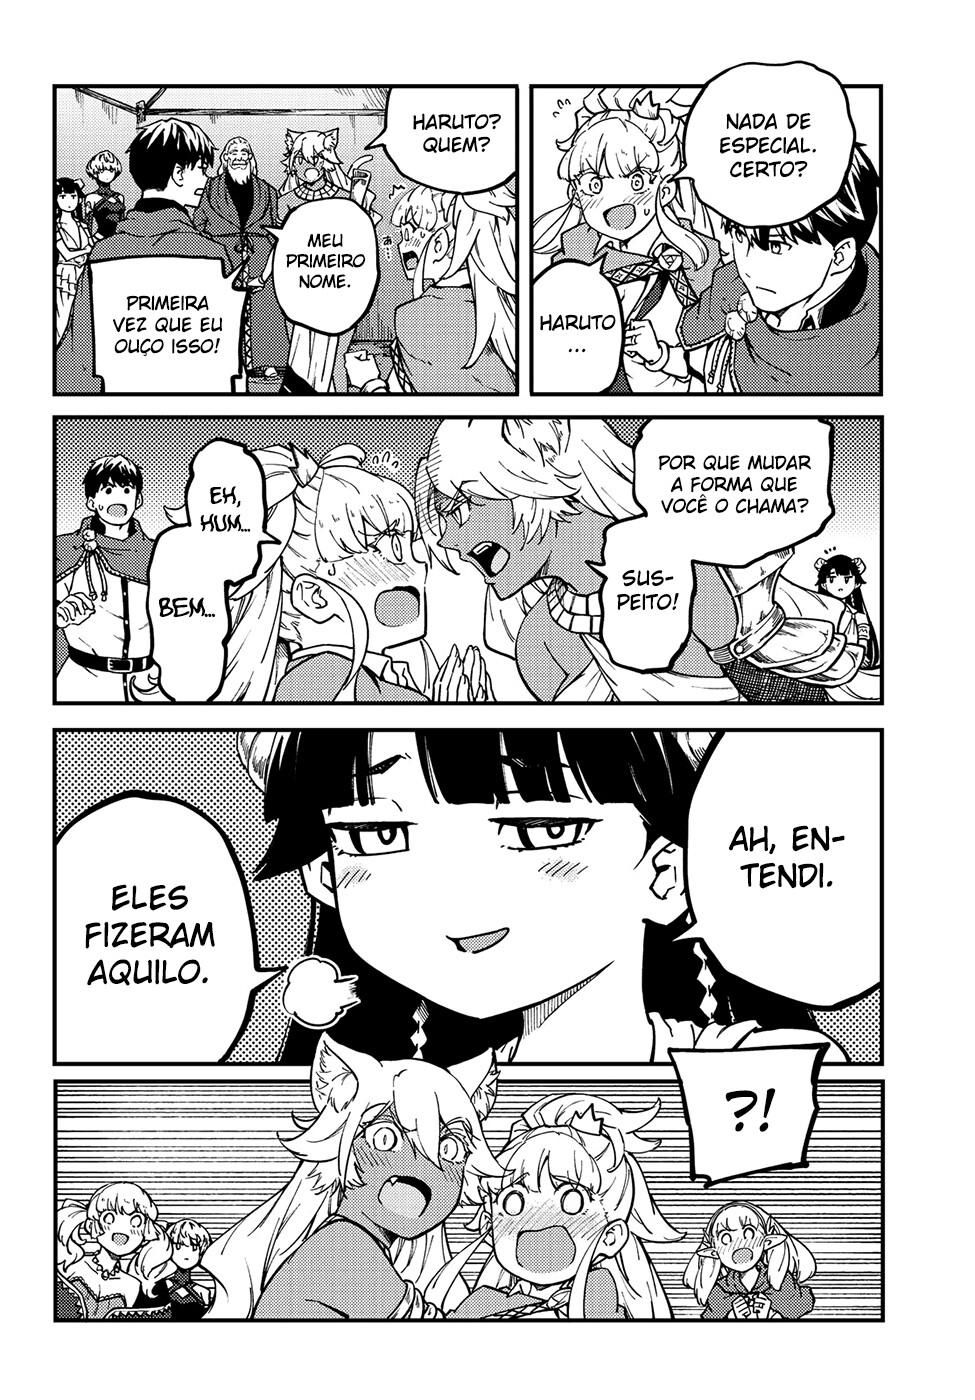 NADA DE
ESPECIAL.
CERTO?
HARUTO
...
HARUTO?
QUEM?
MEU
PRIMEIRO
NOME.
あ
PRIMEIRA
VEZ QUE EU
OUÇO ISSO!
POR QUE MUDAR
A FORMA QUE
VOCÊ O CHAMA?
SUS-
PEITO!
EH,
HUM...
BEM...
AH, EN-
TENDI.
ELES
FIZERAM
AQUILO.
?!